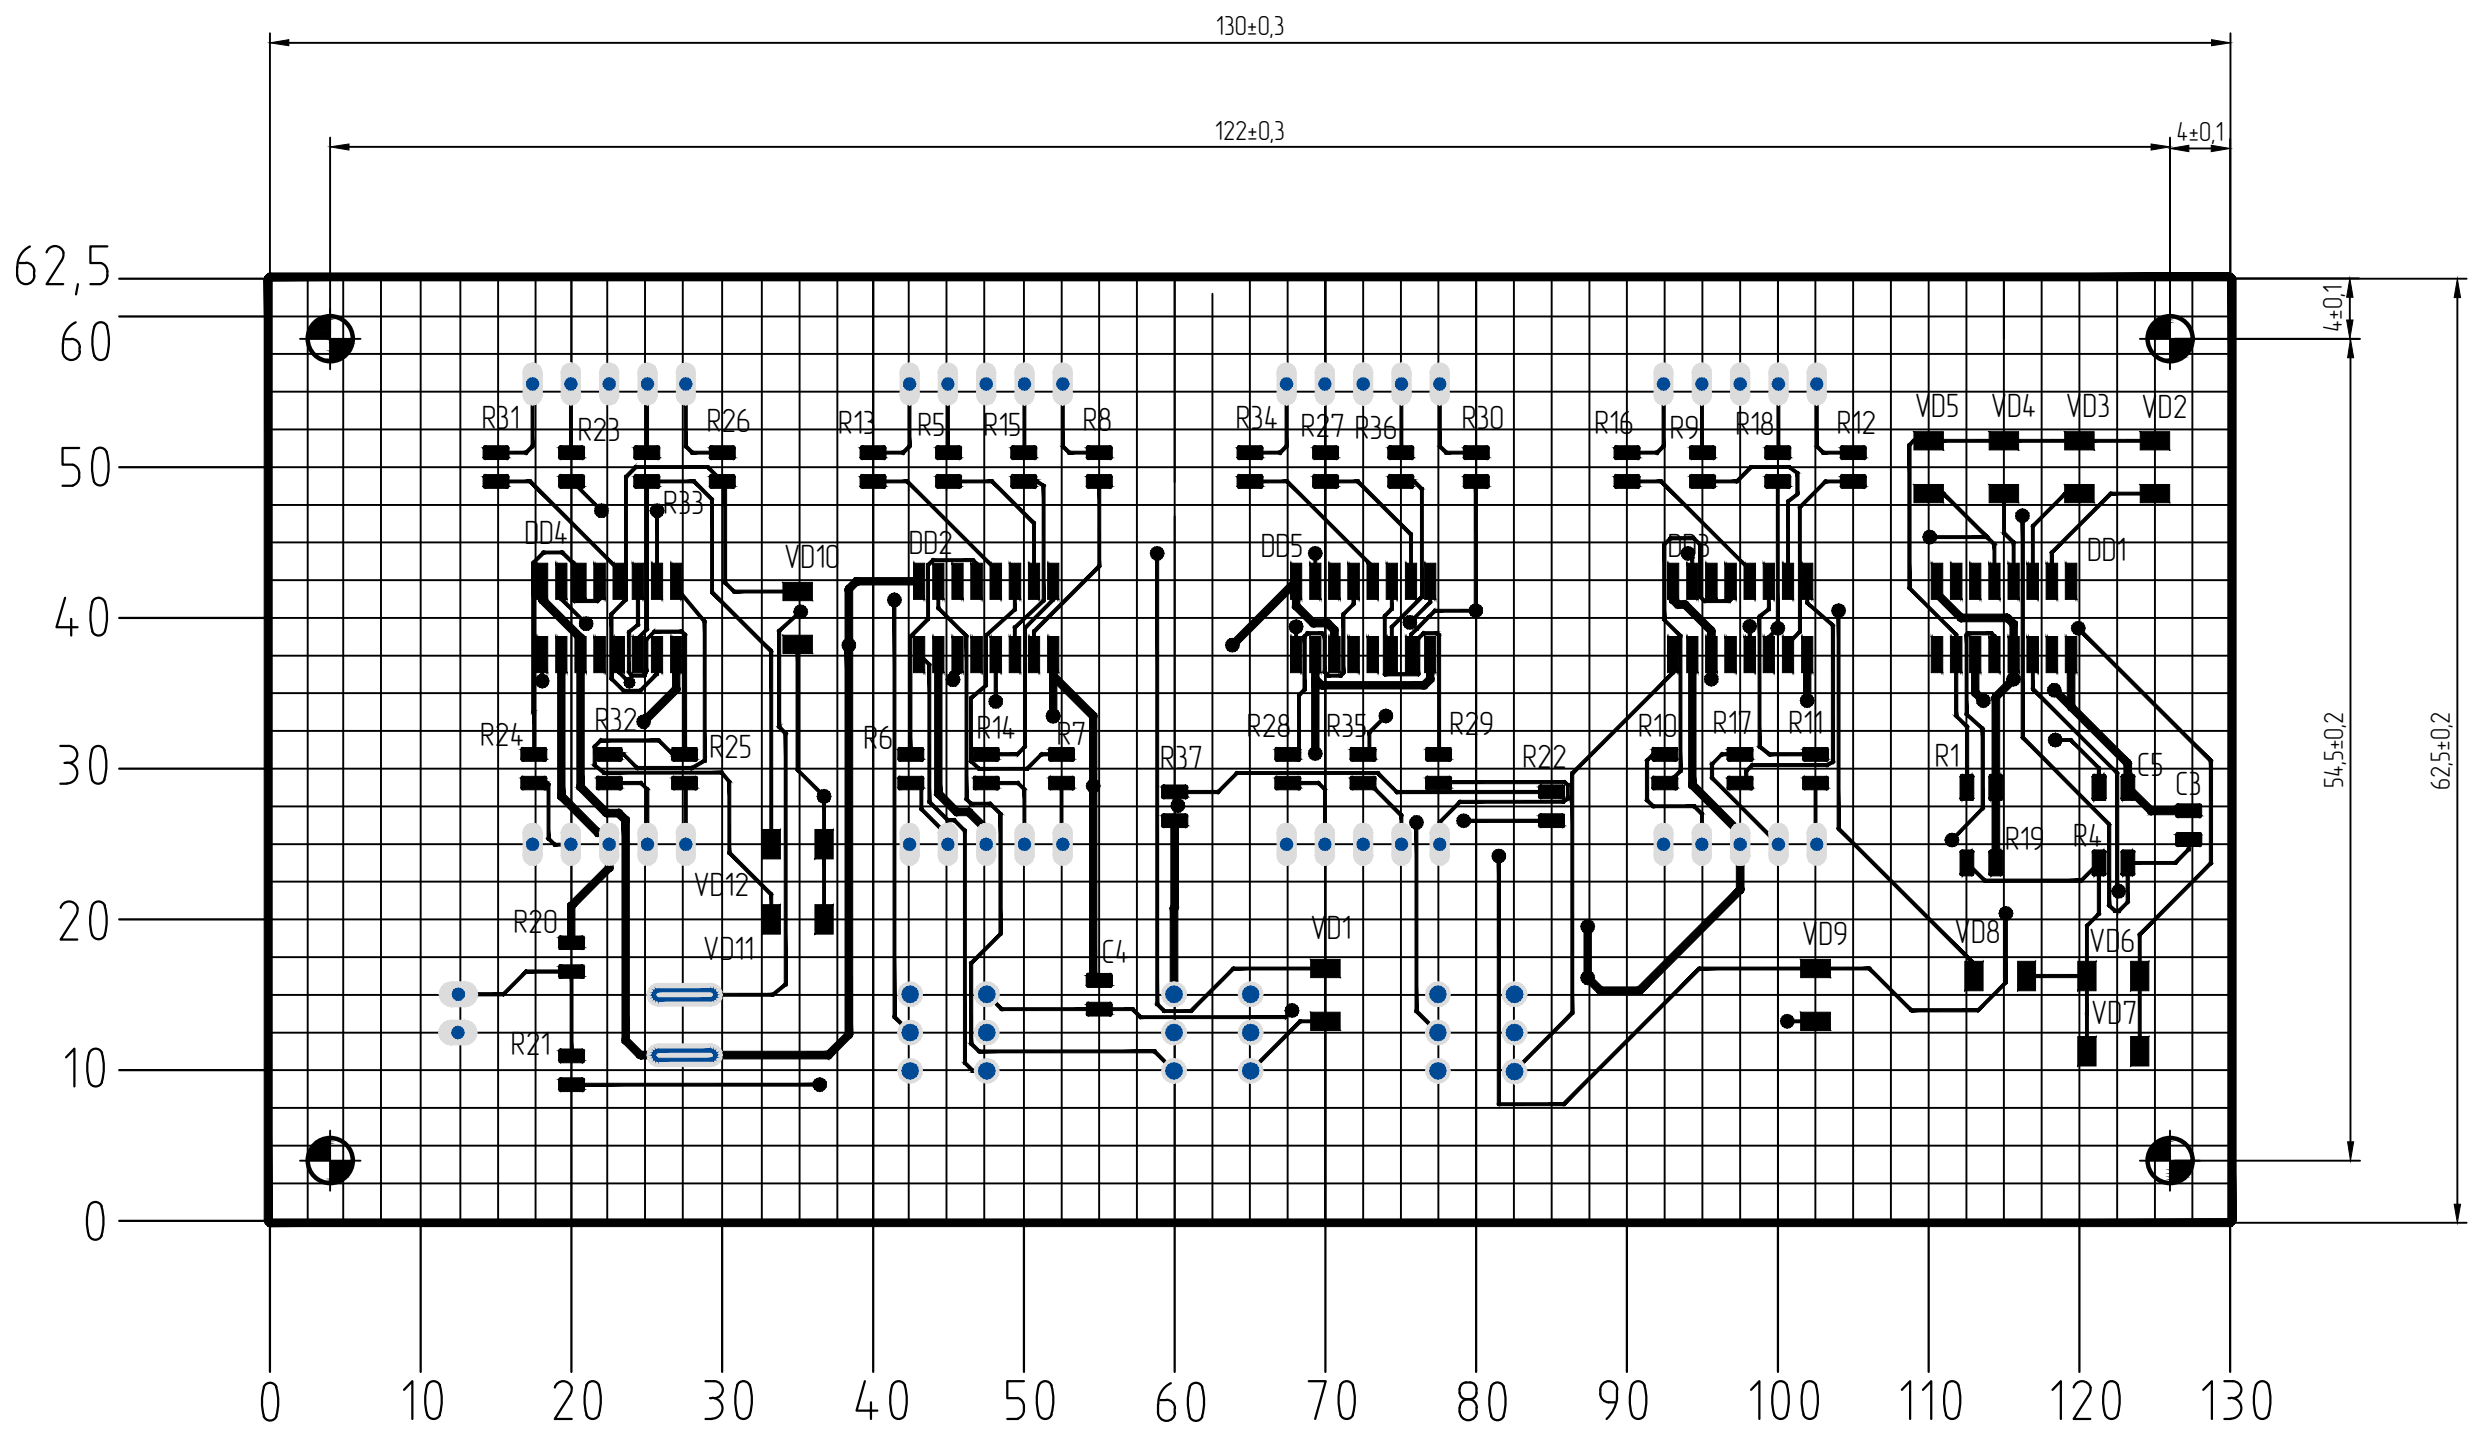 130±0,3
122±0,3
4±0,1
62,5
4±0,1
60
R31 R23 R26 R13 R5 R15 R8 R34 R27 R36 R30 R16 R9 R18 R12 VD5 VD4 VD3 VD2
50
R33
DD4 VD10 DD2 DD5 DD3 DD1
40
R24 R32 R25 R6 R14 R7 R37 R28 R35 R29 R22 R10 R17 R11 R1 C5 C3
54,5±0,2
62,5±0,2
30
R19 R4
VD12
20
R20 VD11 C4 VD1 VD9 VD8 VD6
R21 VD7
10
0
0 10 20 30 40 50 60 70 80 90 100 110 120 130